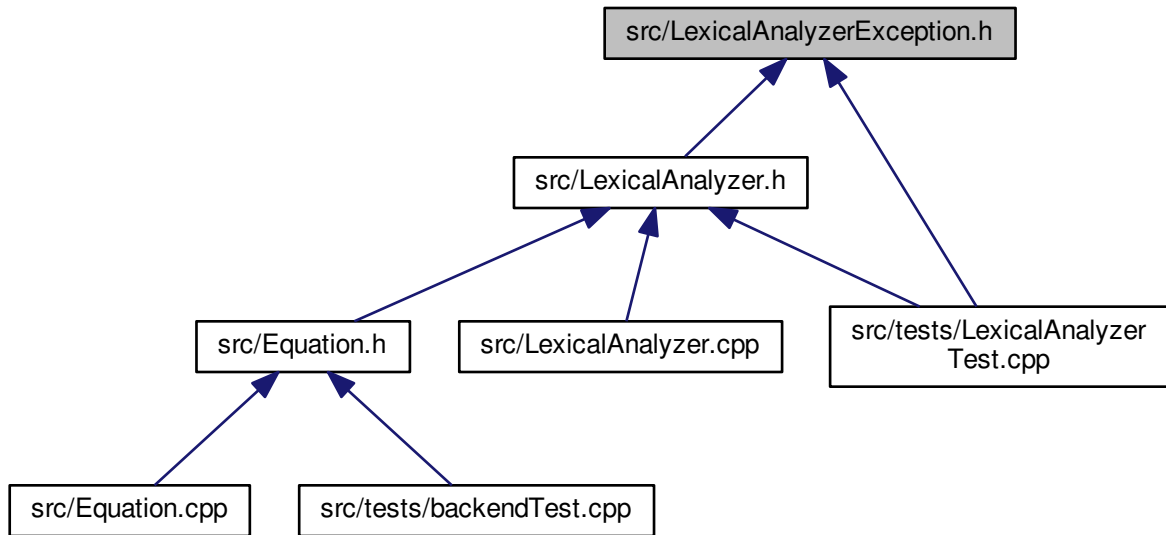 src/LexicalAnalyzerException.h
src/LexicalAnalyzer.h
src/Equation.h
src/LexicalAnalyzer.cpp
src/tests/LexicalAnalyzer
Test.cpp
src/Equation.cpp
src/tests/backendTest.cpp